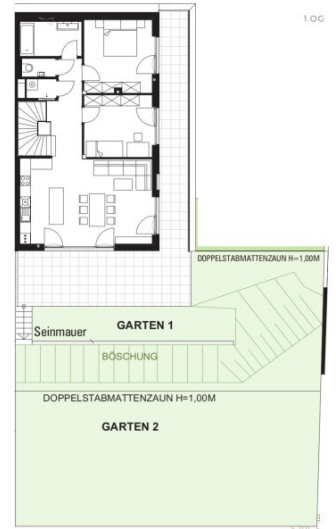 1.OG
DOPPELSTABMATTENZAUN H=1,00M
GARTEN 1
Seinmauer
BÖSCHUNG
DOPPELSTABMATTENZAUN H=1,00M
GARTEN 2